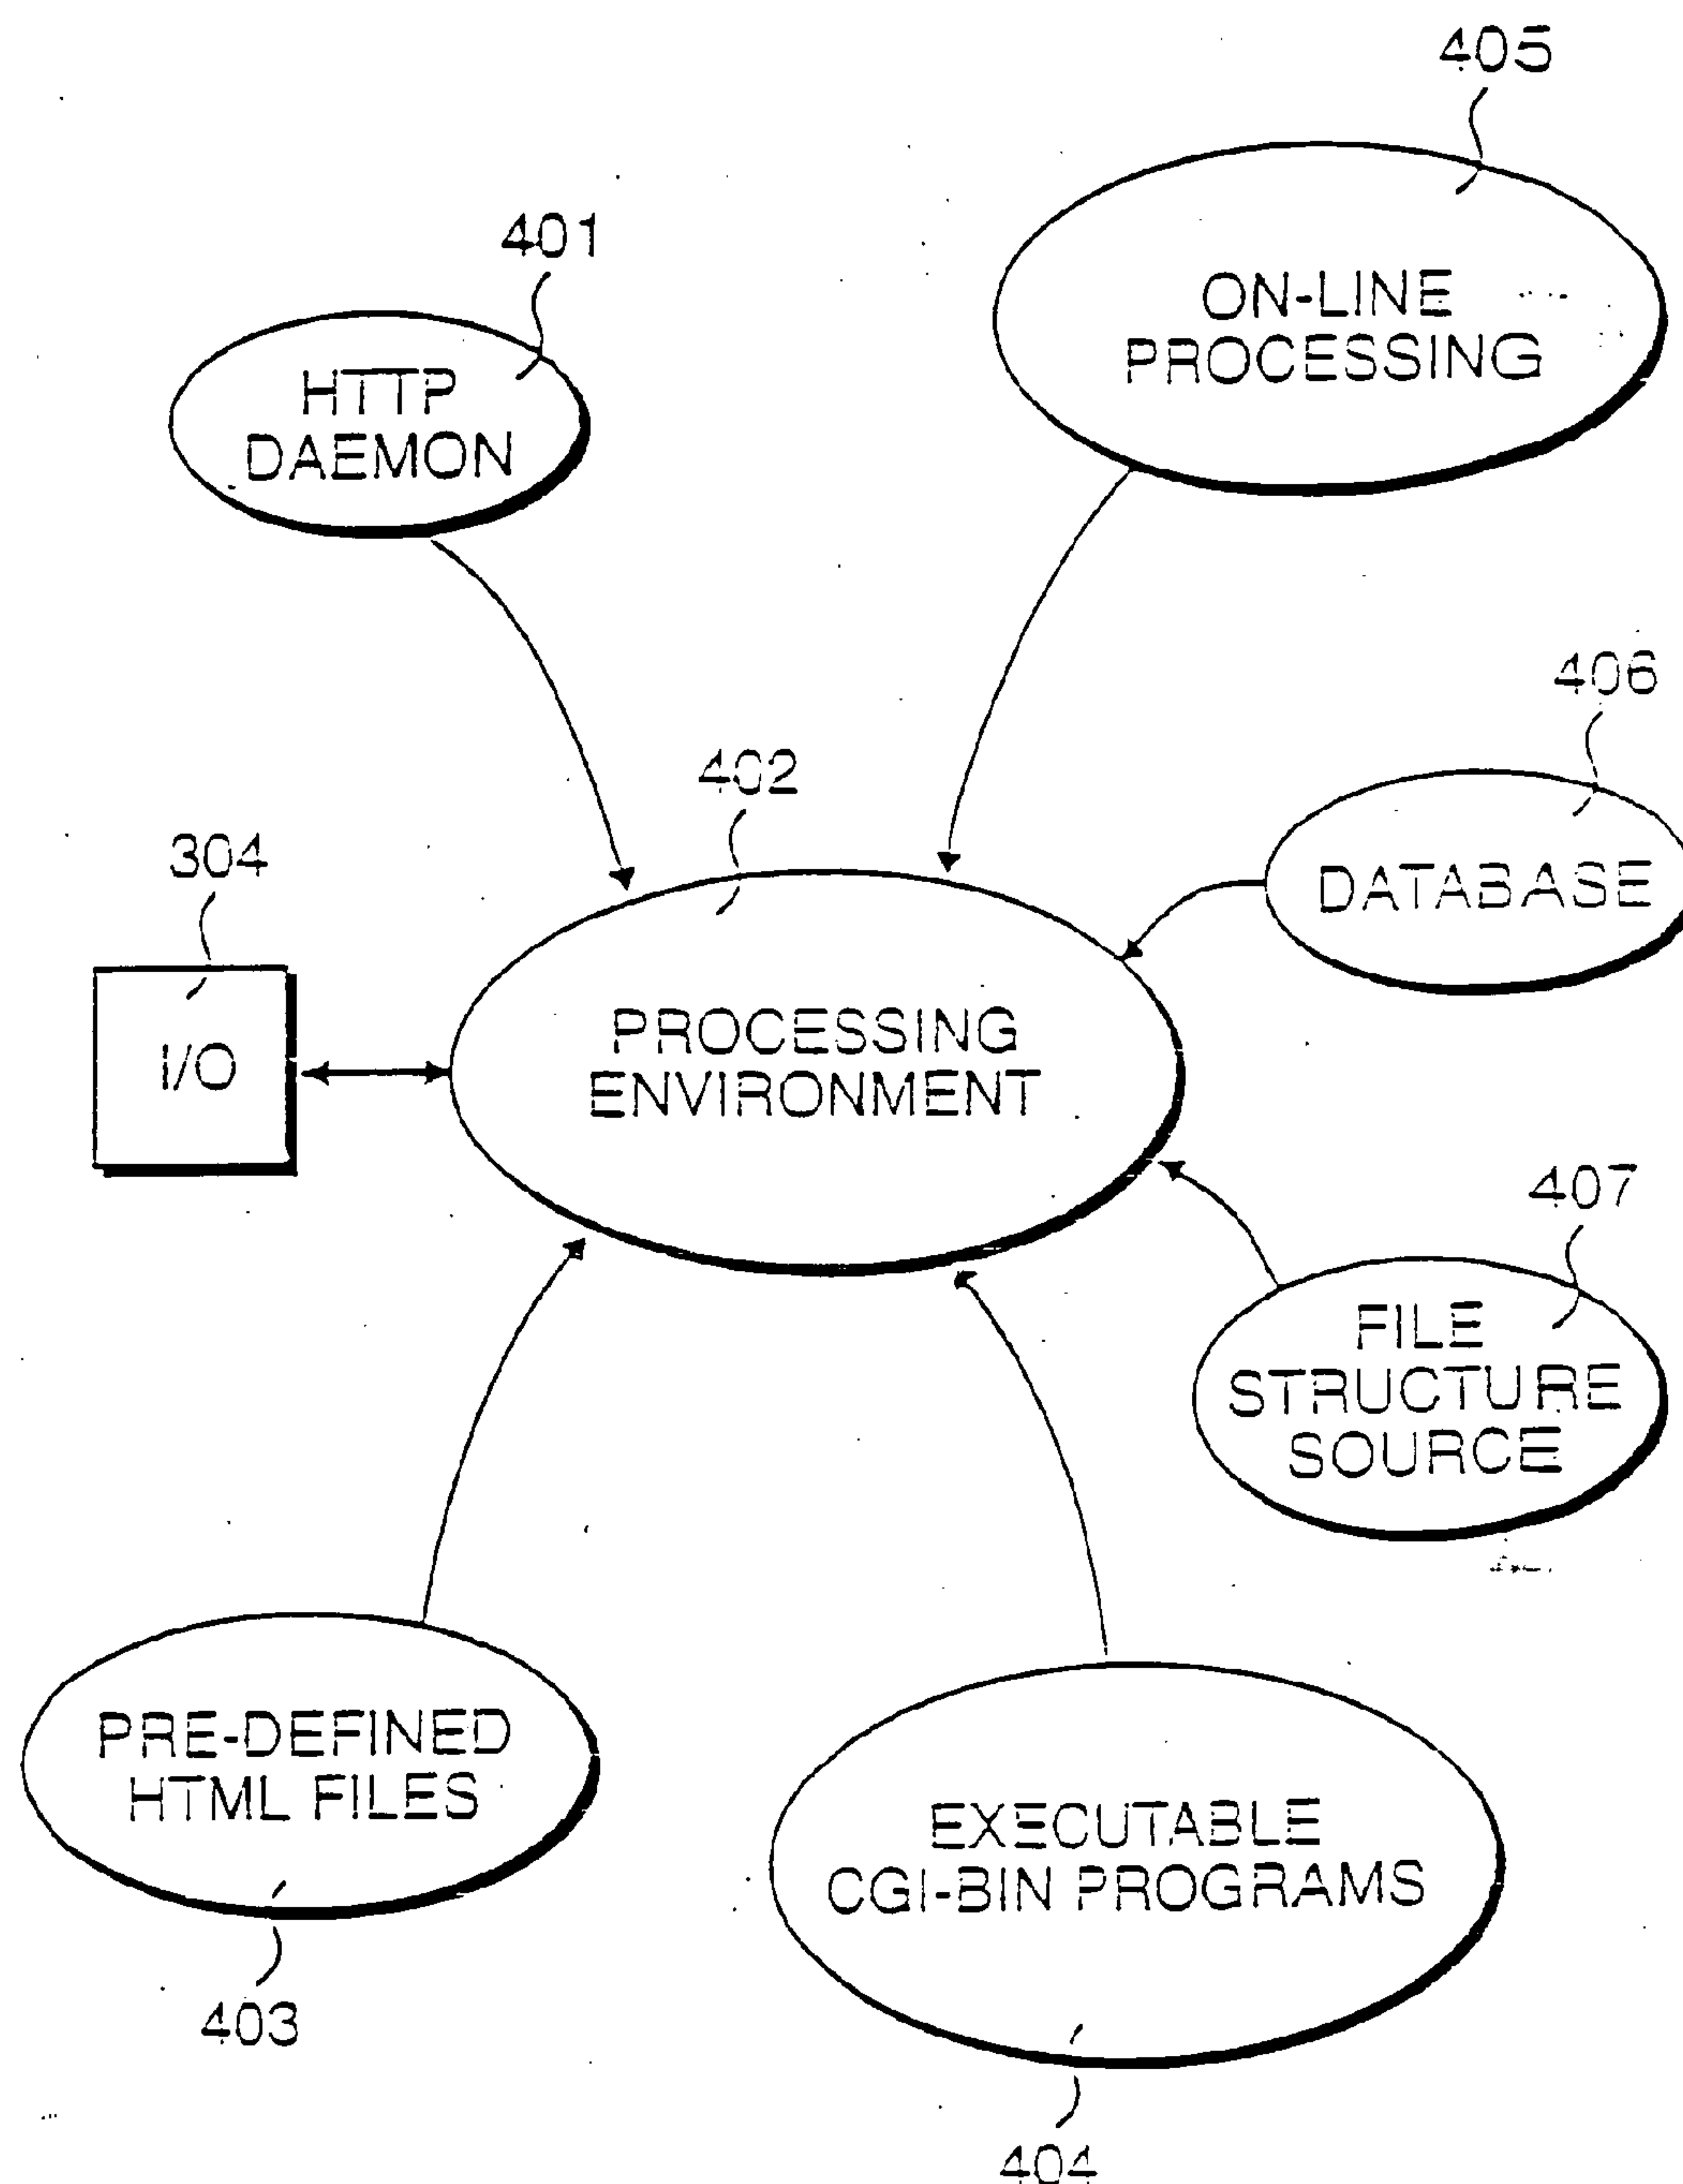 405
401
ON-LINE
PROCESSING
HTTP
DAEMON
406
402
304
DATABASE
I/O
PROCESSING
ENVIRONMENT
407
FILE
STRUCTURE
SOURCE
PRE-DEFINED
HTML FILES
EXECUTABLE
CGI-BIN PROGRAMS
403
404